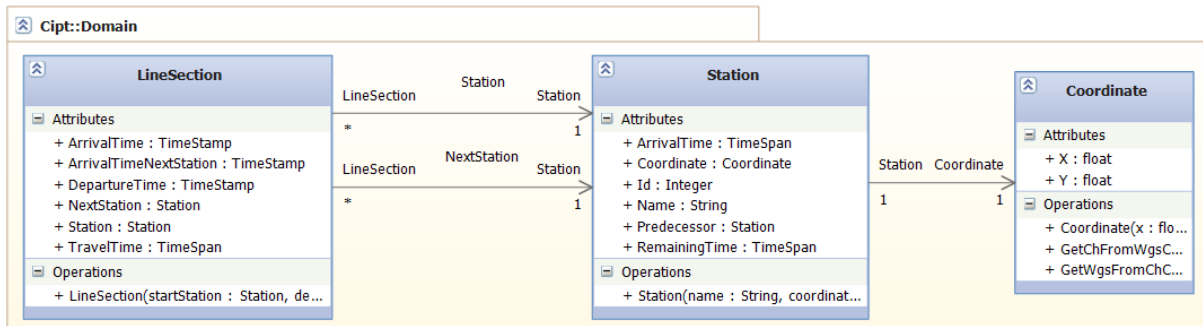 Cipt::Domain
LineSection
Attributes
+ ArrivalTime : TimeStamp
+ ArrivalTimeNextStation : TimeStamp
+ DepartureTime : TimeStamp
+ NextStation : Station
+ Station : Station
+ TravelTime : TimeSpan
Operations
+ LineSection(startStation : Station, de...
Station
LineSection
Station
*
1
NextStation
LineSection
Station
*
1
Station
Attributes
+ ArrivalTime : TimeSpan
+ Coordinate : Coordinate
+ Id : Integer
+ Name : String
+ Predecessor : Station
+ RemainingTime : TimeSpan
Operations
+ Station(name : String, coordinat...
Station
Coordinate
1
1
Coordinate
Attributes
+ X : float
+ Y : float
Operations
+ Coordinate(x : flo...
+ GetChFromWgsC...
+ GetWgsFromChC...